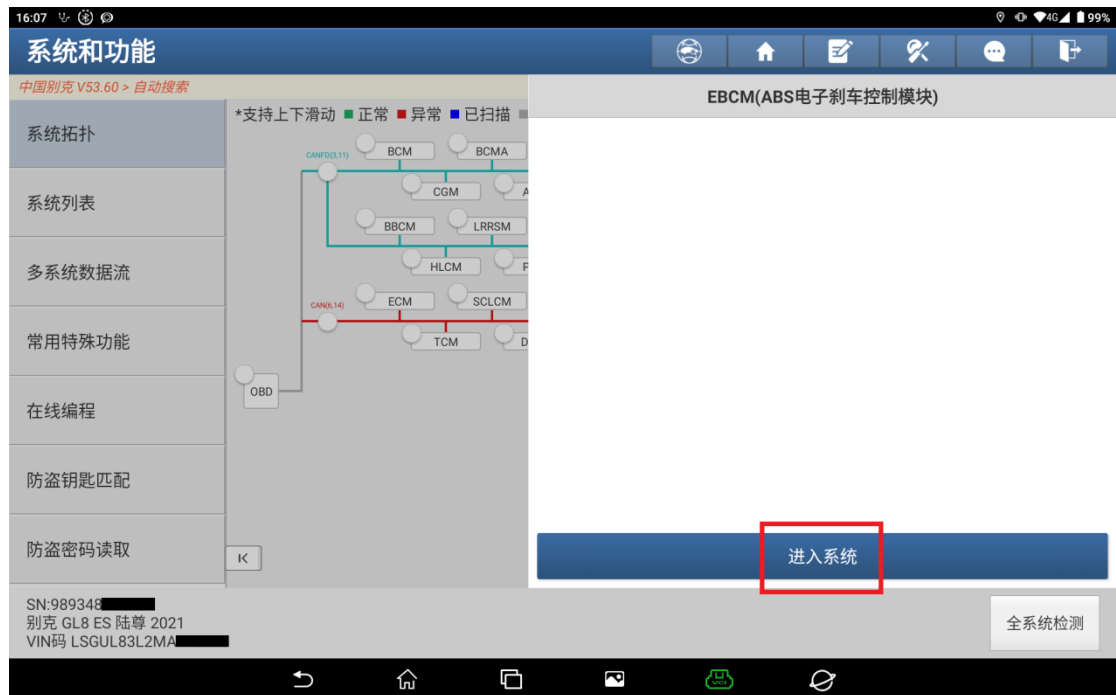 16:07
4G 99%
系统和功能
中国别克 V53.60 > 自动搜索
EBCM(ABS电子刹车控制模块)
系统拓扑
*支持上下滑动 正常 异常 已扫描
CANFD(3,11)
BCM
BCMA
CGM
A
系统列表
BBCM
LRRSM
多系统数据流
HLCM
P
CAN(6,14)
ECM
SCLCM
常用特殊功能
TCM
D
OBD
在线编程
防盗钥匙匹配
防盗密码读取
进入系统
SN:989348
别克 GL8 ES 陆尊 2021
VIN码 LSGUL83L2MA
全系统检测
VCI